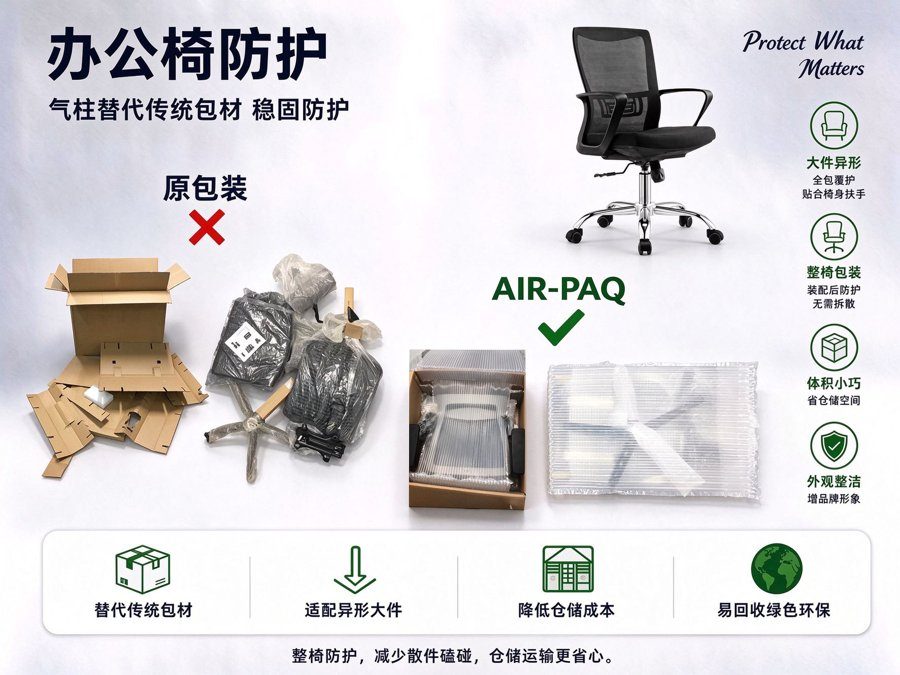 办公椅防护
气柱替代传统包材 稳固防护
Protect What
Matters
原包装
AIR-PAQ
大件异形
全包覆护
贴合椅身扶手
整椅包装
装配后防护
无需拆散
体积小巧
省仓储空间
外观整洁
增品牌形象
替代传统包材
适配异形大件
降低仓储成本
易回收绿色环保
整椅防护，减少散件磕碰，仓储运输更省心。